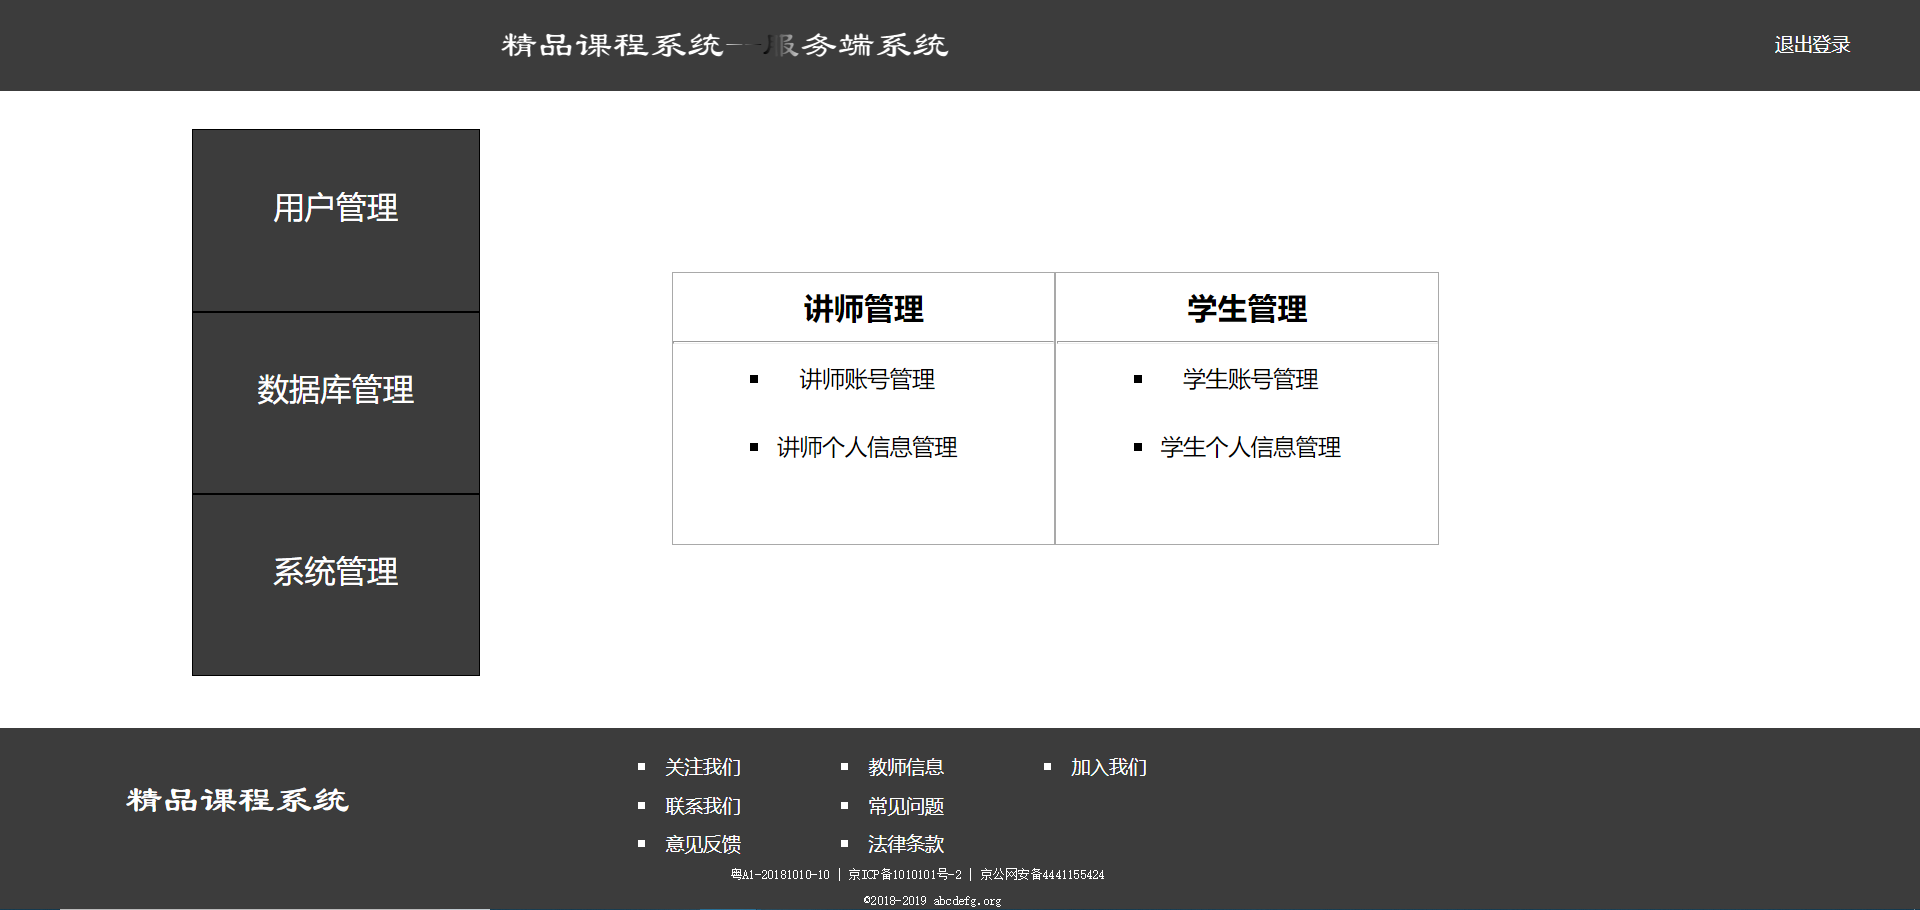 精品课程系统一服务端系统
退出登录
用户管理
数据库管理
系统管理
讲师管理
讲师账号管理
讲师个人信息管理
学生管理
学生账号管理
学生个人信息管理
精品课程系统
关注我们
联系我们
意见反馈
教师信息
常见问题
法律条款
加入我们
粤A1-20181010-10 | 京ICP备1010101号-2 | 京公网安备4441155424
©2018-2019 abcdefg.org